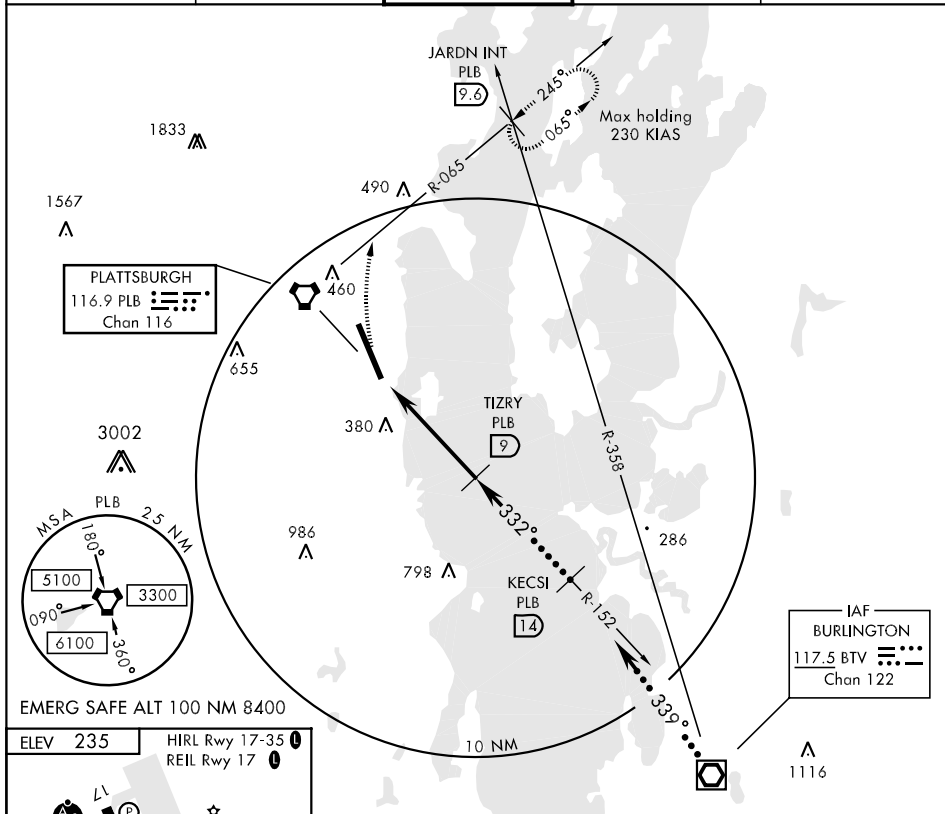 JARDN INT
PLB
9.6
245°
065°
Max holding
230 KIAS
1833
1567
490
R-065
PLATTSBURGH
116.9 PLB
Chan 116
460
655
380
TIZRY
PLB
9
R-358
3002
332°
286
986
798
KECSI
PLB
14
R-152
MSA PLB 25 NM
180°
5100
3300
090°
6100
360°
IAF
BURLINGTON
117.5 BTV
Chan 122
339°
EMERG SAFE ALT 100 NM 8400
10 NM
1116
ELEV 235
HIRL Rwy 17-35 L
REIL Rwy 17 L
17
A
P